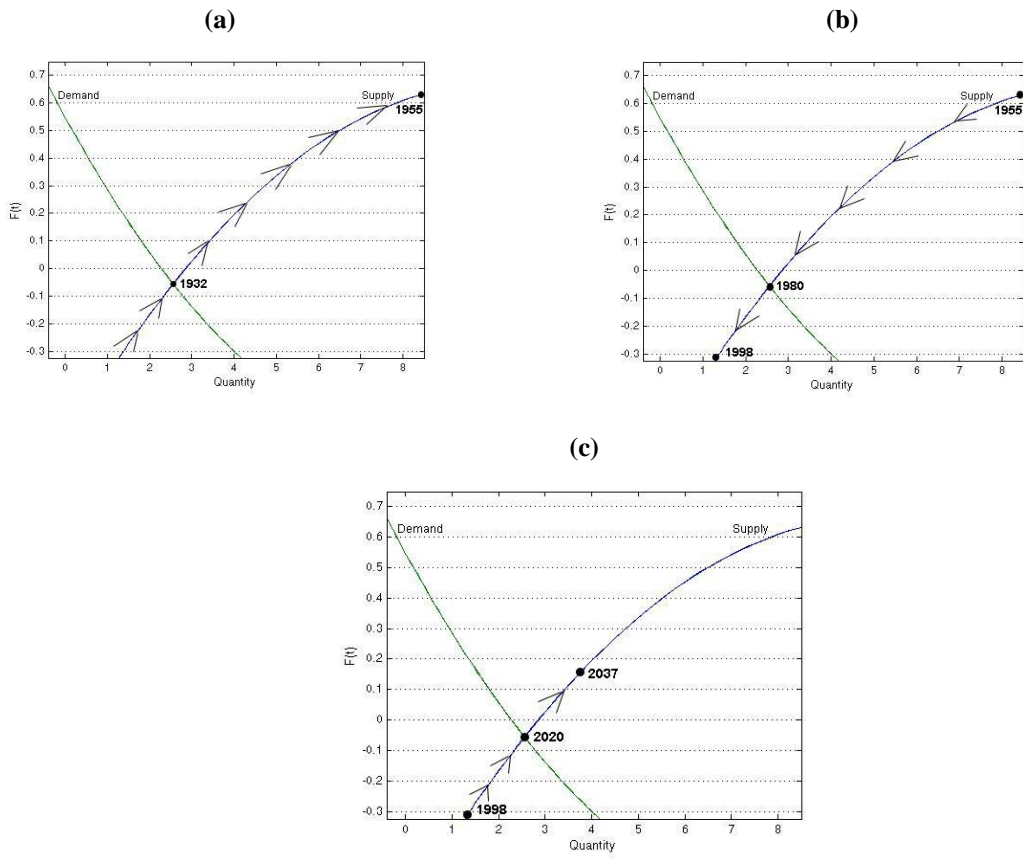 (a)
0.7
0.6
0.5
0.4
0.3
0.2
0.1
0
-0.1
-0.2
-0.3
F(t)
Demand
Supply
1955
1932
0 1 2 3 4 5 6 7 8
Quantity
(b)
0.7
0.6
0.5
0.4
0.3
0.2
0.1
0
-0.1
-0.2
-0.3
F(t)
Demand
Supply
1955
1980
1998
0 1 2 3 4 5 6 7 8
Quantity
(c)
0.7
0.6
0.5
0.4
0.3
0.2
0.1
0
-0.1
-0.2
-0.3
F(t)
Demand
Supply
2037
2020
1998
0 1 2 3 4 5 6 7 8
Quantity